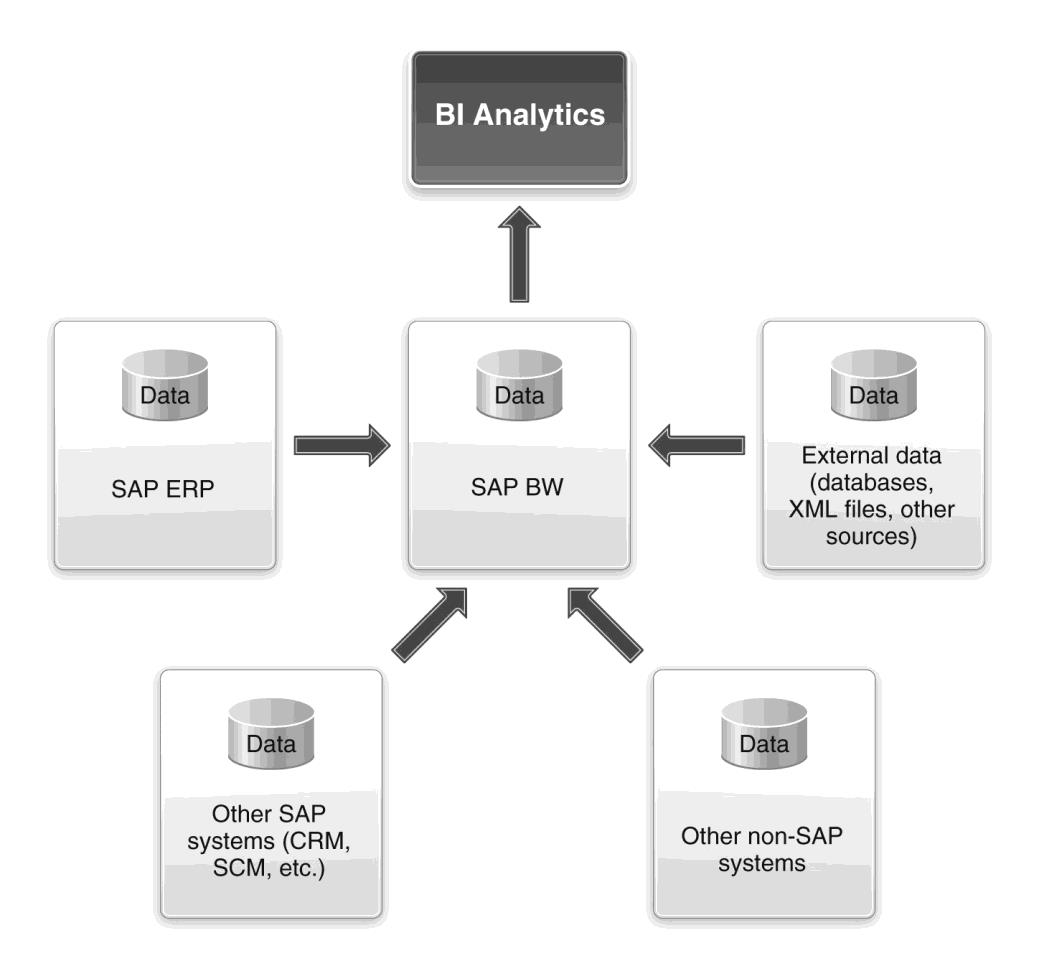 BI Analytics
Data
SAP ERP
Data
SAP BW
Data
External data
(databases,
XML files, other
sources)
Data
Other SAP
systems (CRM,
SCM, etc.)
Data
Other non-SAP
systems